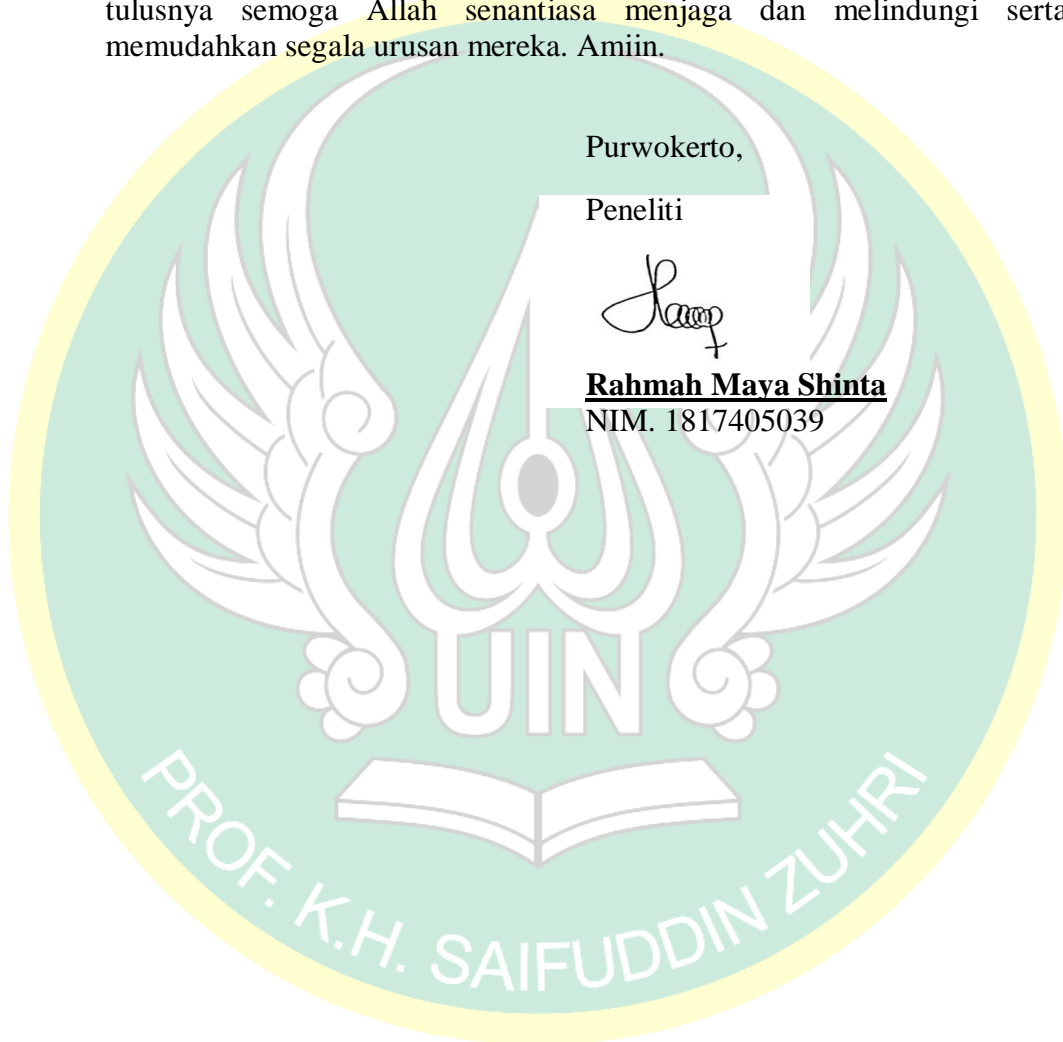 tulusnya semoga Allah senantiasa menjaga dan melindungi serta
memudahkan segala urusan mereka. Amiin.
Purwokerto,
Peneliti
Rahmah Maya Shinta
NIM. 1817405039
UIN
PROF. K.H. SAIFUDDIN ZUHRI